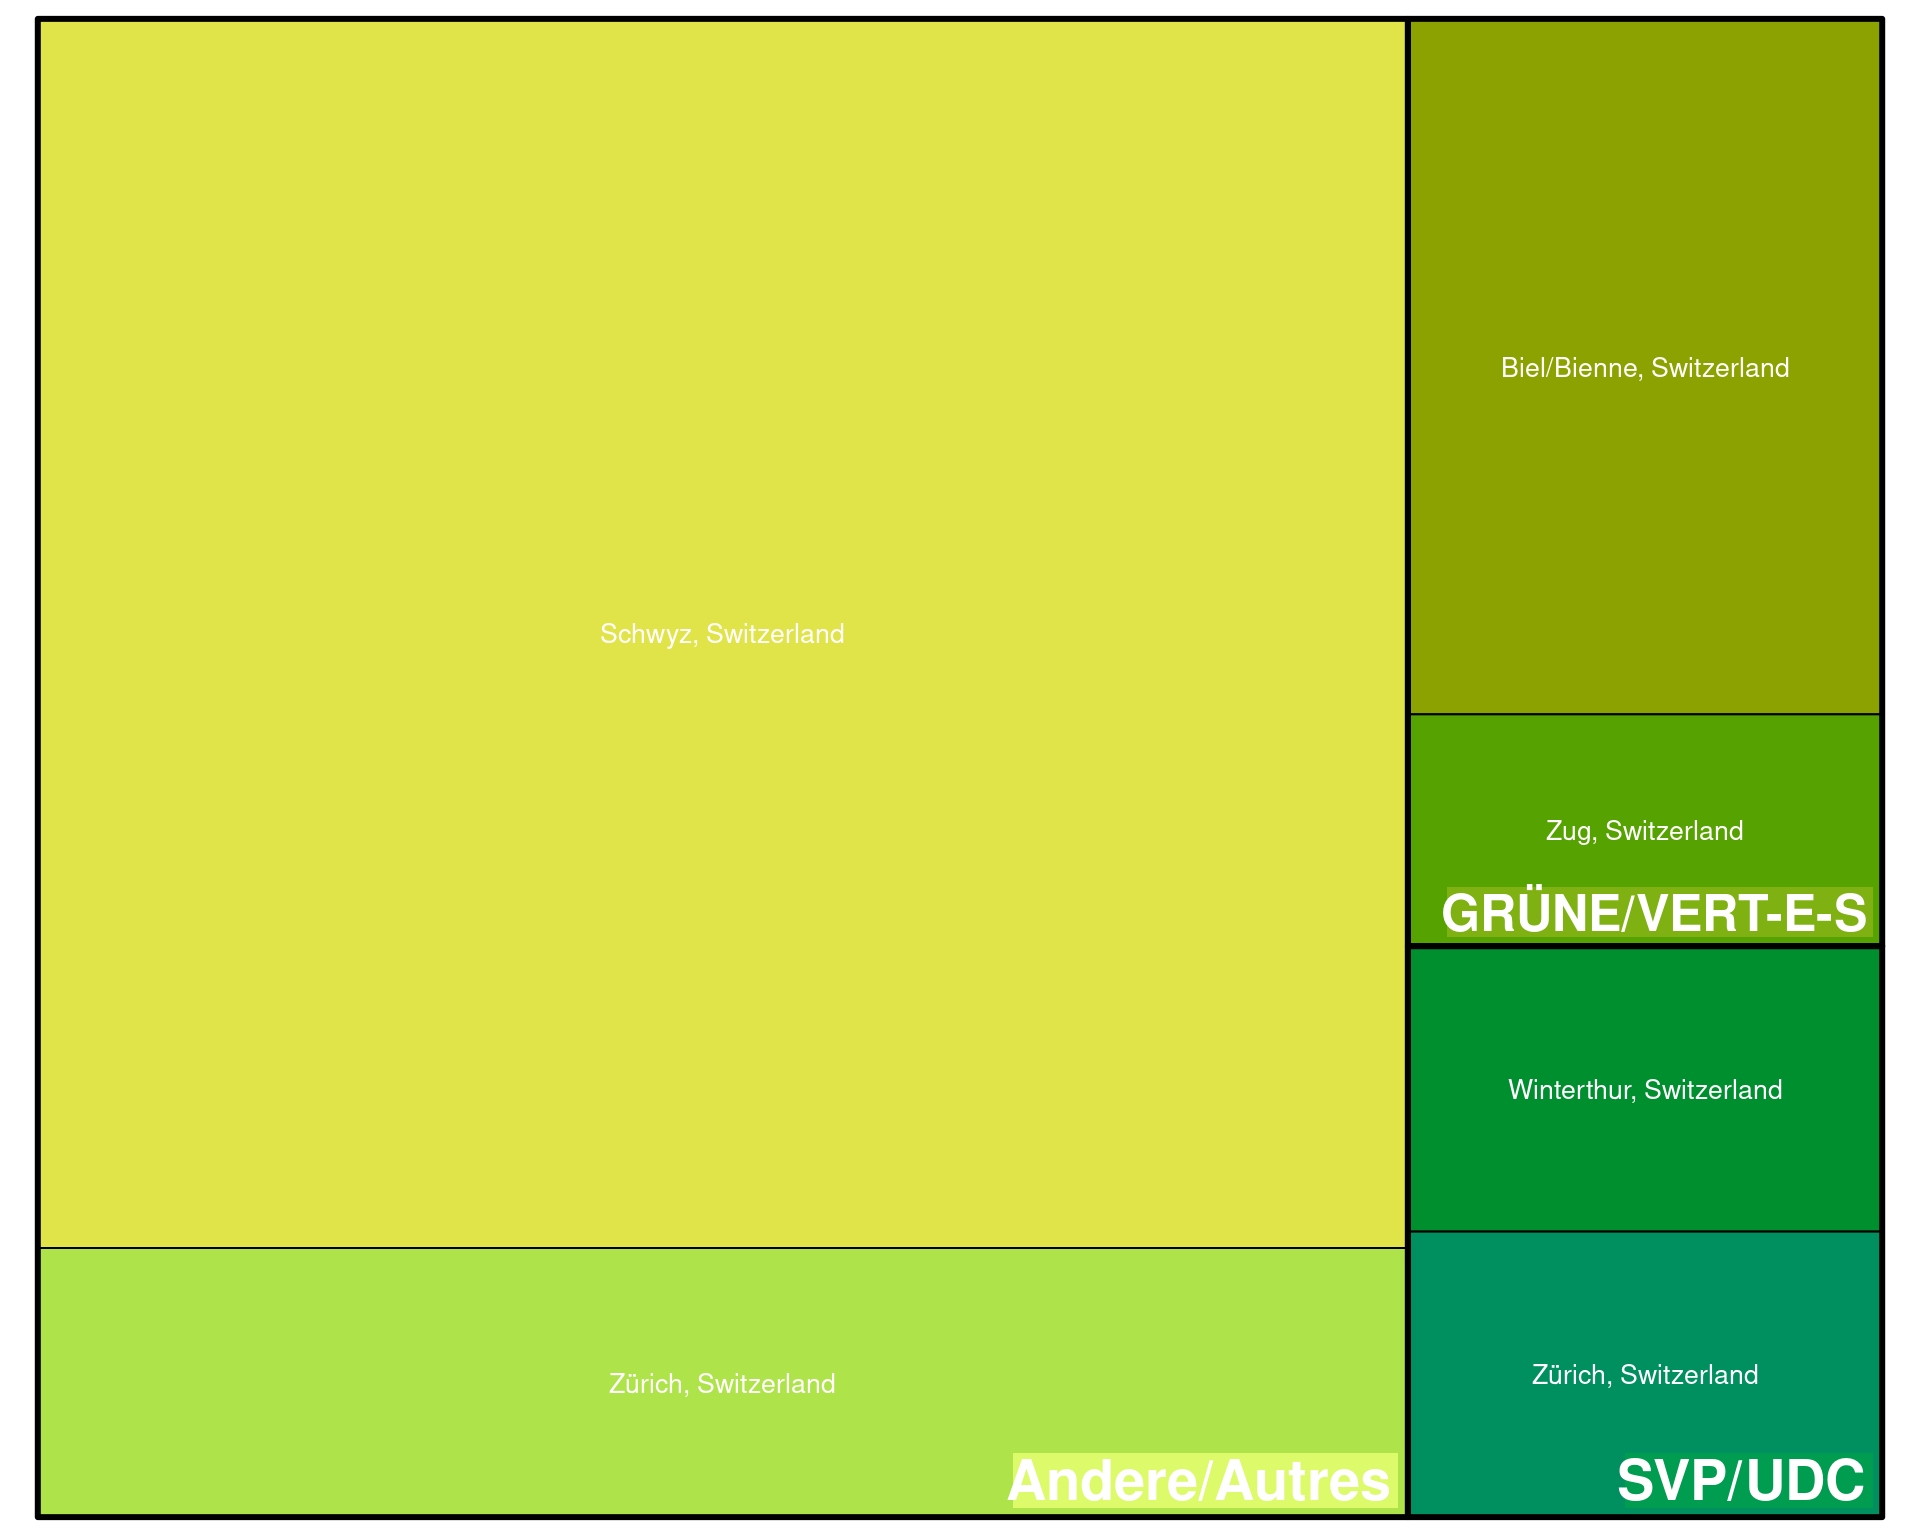 Schwyz, Switzerland
Zürich, Switzerland
Andere/Autres
Biel/Bienne, Switzerland
Zug, Switzerland
GRÜNE/VERT-E-S
Winterthur, Switzerland
Zürich, Switzerland
SVP/UDC